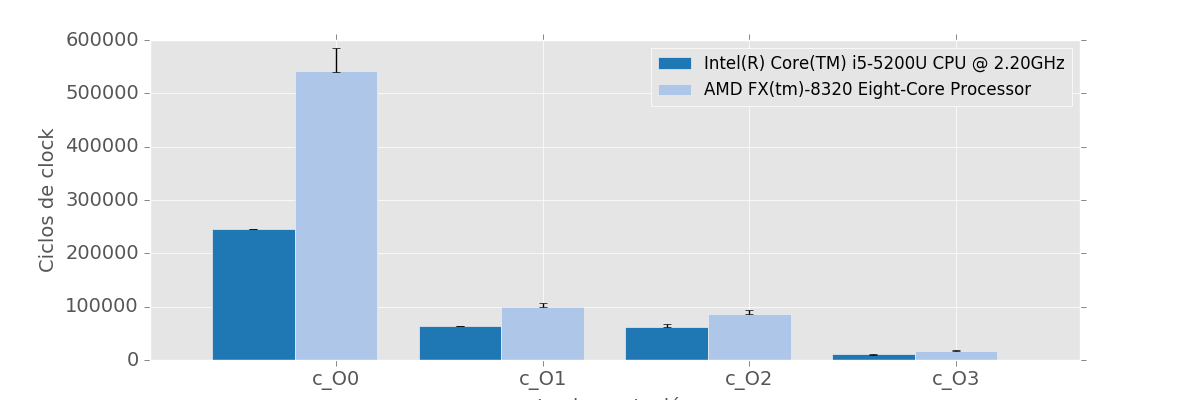 600000
500000
400000
300000
200000
100000
0
Ciclos de clock
Intel(R) Core(TM) i5-5200U CPU @ 2.20GHz
AMD FX(tm)-8320 Eight-Core Processor
c_O0 c_O1 c_O2 c_O3